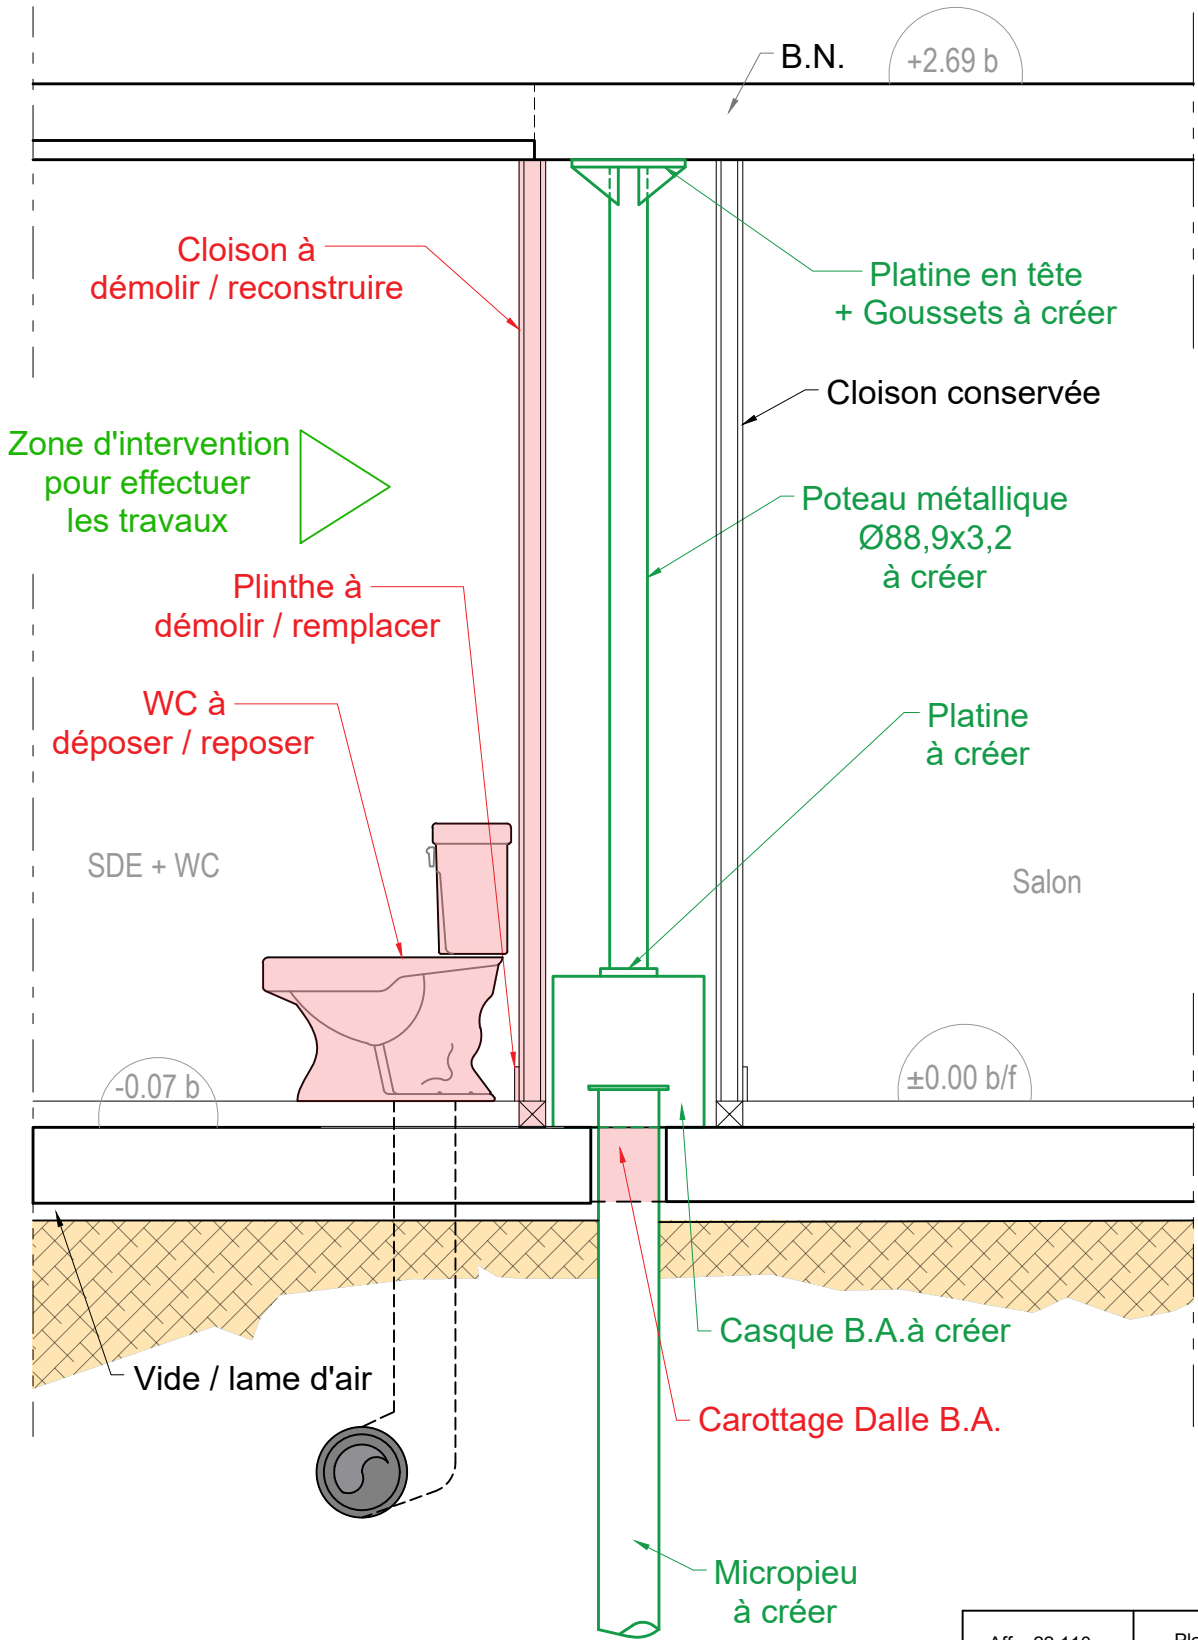 B.N.
+2.69 b
Cloison à
démolir / reconstruire
Platine en tête
+ Goussets à créer
Cloison conservée
Zone d'intervention
pour effectuer
les travaux
Poteau métallique
Ø88,9x3,2
à créer
Plinthe à
démolir / remplacer
WC à
déposer / reposer
Platine
à créer
SDE + WC
Salon
-0.07 b
±0.00 b/f
Casque B.A.à créer
Vide / lame d'air
Carottage Dalle B.A.
Micropieu
à créer